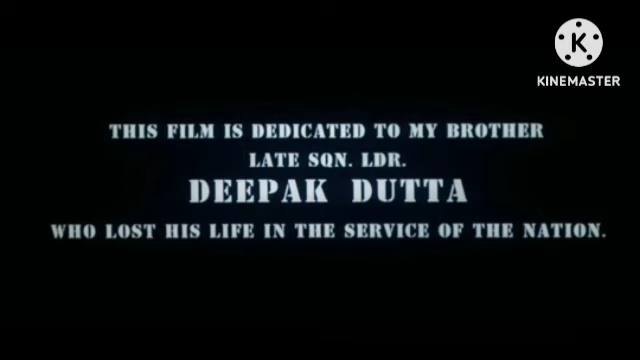 KINEMASTER
THIS FILM IS DEDICATED TO MY BROTHER
LATE SQN. LDR.
DEEPAK DUTTA
WHO LOST HIS LIFE IN THE SERVICE OF THE NATION.